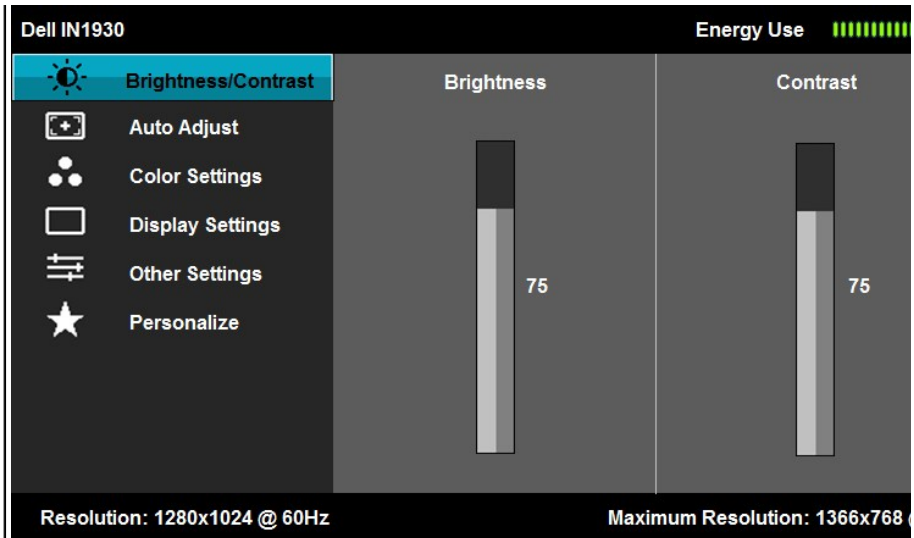 Dell IN1930 Energy Use
Brightness/Contrast Brightness Contrast
Auto Adjust
Color Settings
Display Settings
Other Settings 75 75
Personalize
Resolution: 1280x1024 @ 60Hz Maximum Resolution: 1366x768 @